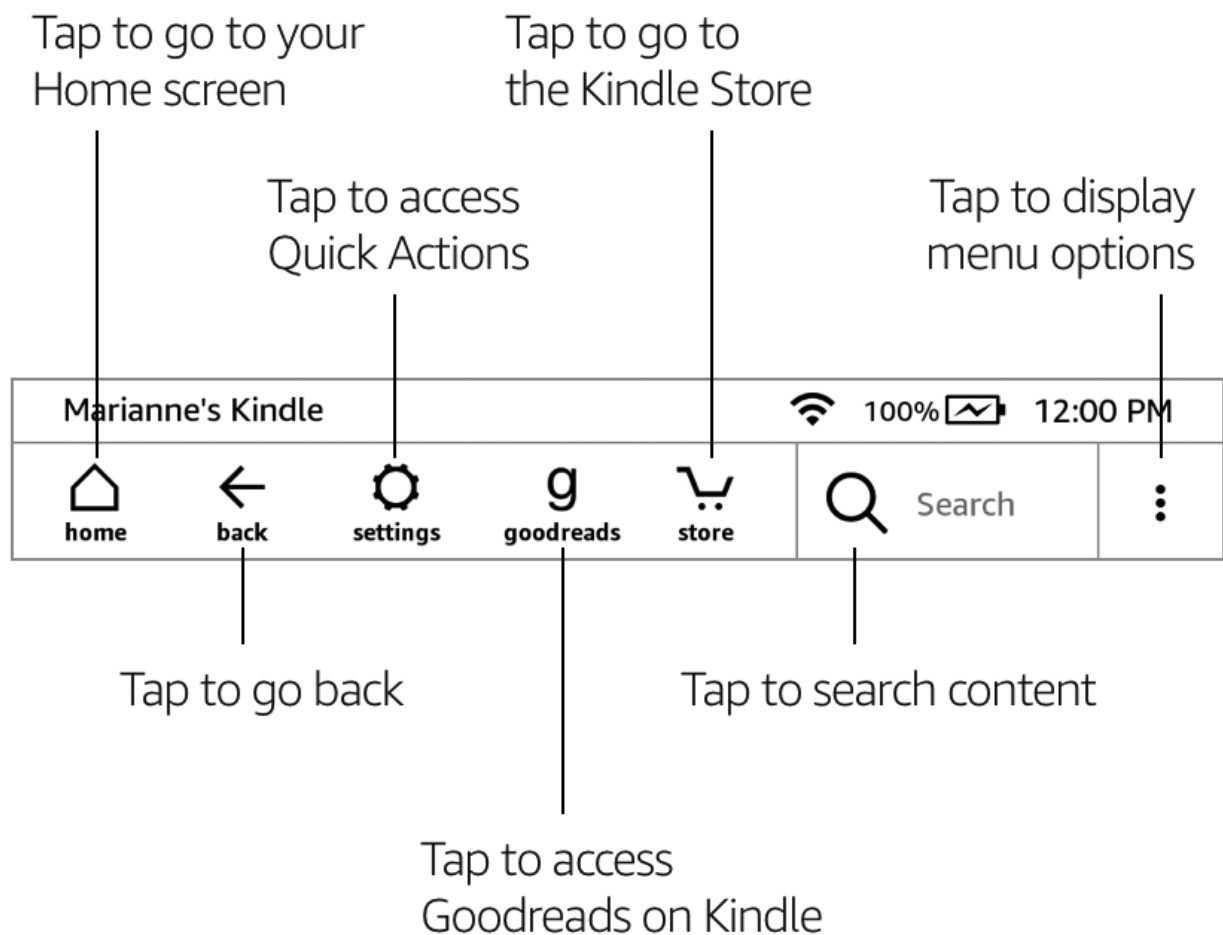 Tap to go to your
Home screen
Tap to go to
the Kindle Store
Tap to access
Quick Actions
Tap to display
menu options
Marianne's Kindle
100%
12:00 PM
home
back
settings
g
goodreads
store
Search
Tap to go back
Tap to search content
Tap to access
Goodreads on Kindle